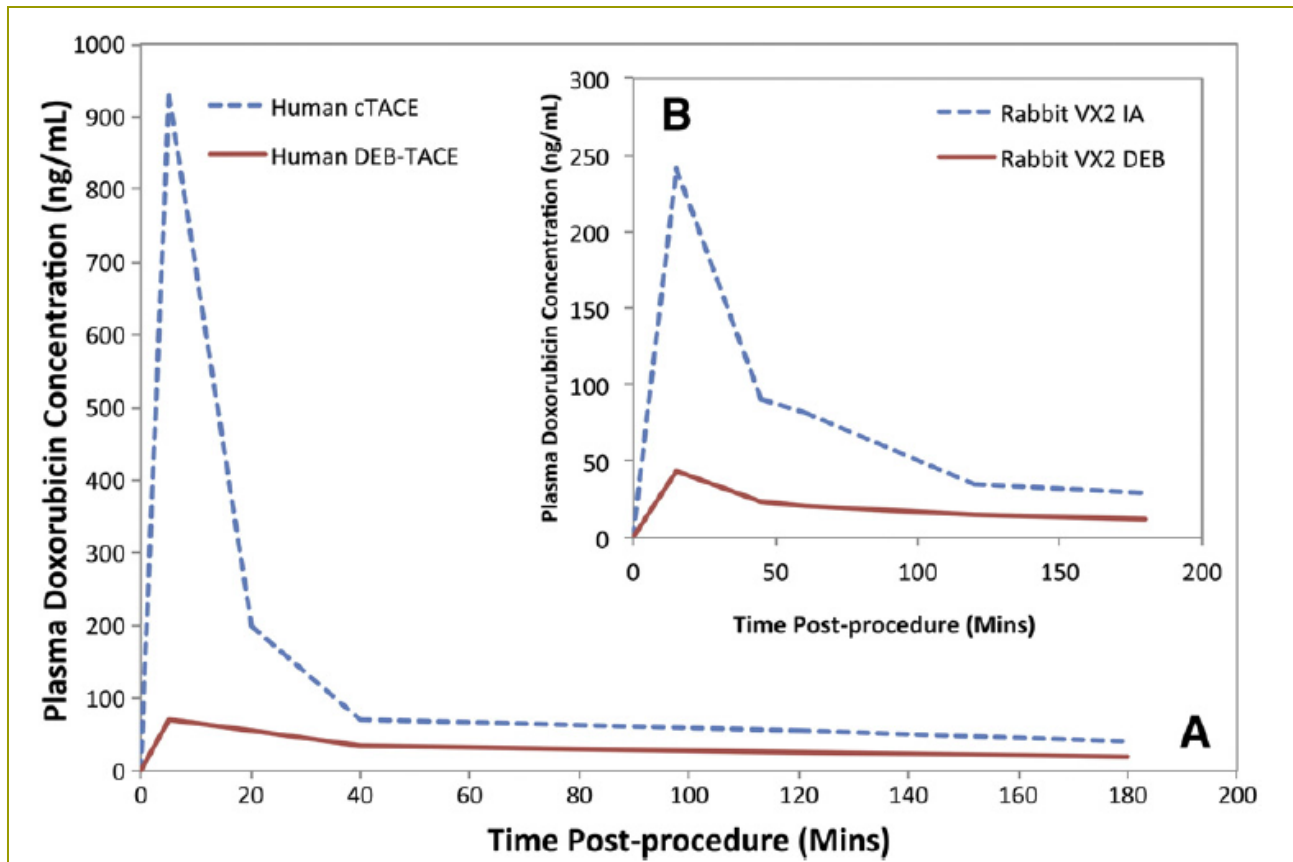 Plasma Doxorubicin Concentration (ng/mL)
1000
900
800
700
600
500
400
300
200
100
0
Human cTACE
Human DEB-TACE
0 20 40 60 80 100 120 140 160 180 200
Time Post-procedure (Mins)
A
B
Plasma Doxorubicin Concentration (ng/mL)
300
250
200
150
100
50
0
Rabbit VX2 IA
Rabbit VX2 DEB
0 50 100 150 200
Time Post-procedure (Mins)